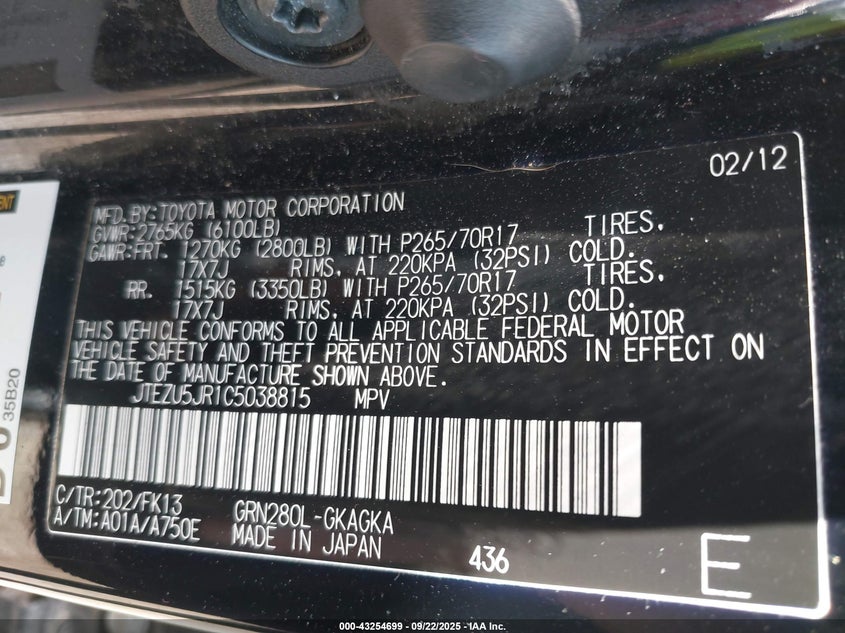 02/12
MFD.BY:TOYOTA MOTOR CORPORATION
GVWR:2765KG (6100LB)
GAWR:FRT. 1270KG (2800LB) WITH P265/70R17 TIRES,
17X7J RIMS, AT 220KPA (32PSI) COLD.
RR. 1515KG (3350LB) WITH P265/70R17 TIRES,
17X7J RIMS, AT 220KPA (32PSI) COLD.
THIS VEHICLE CONFORMS TO ALL APPLICABLE FEDERAL MOTOR
VEHICLE SAFETY AND THEFT PREVENTION STANDARDS IN EFFECT ON
THE DATE OF MANUFACTURE SHOWN ABOVE.
JTEZU5JR1C5038815 MPV
C/TR:202/FK13 GRN280L-GKAGKA
A/TM:A01A/A750E MADE IN JAPAN 436 E
35B20
000-43254699 - 09/22/2025 - IAA Inc.